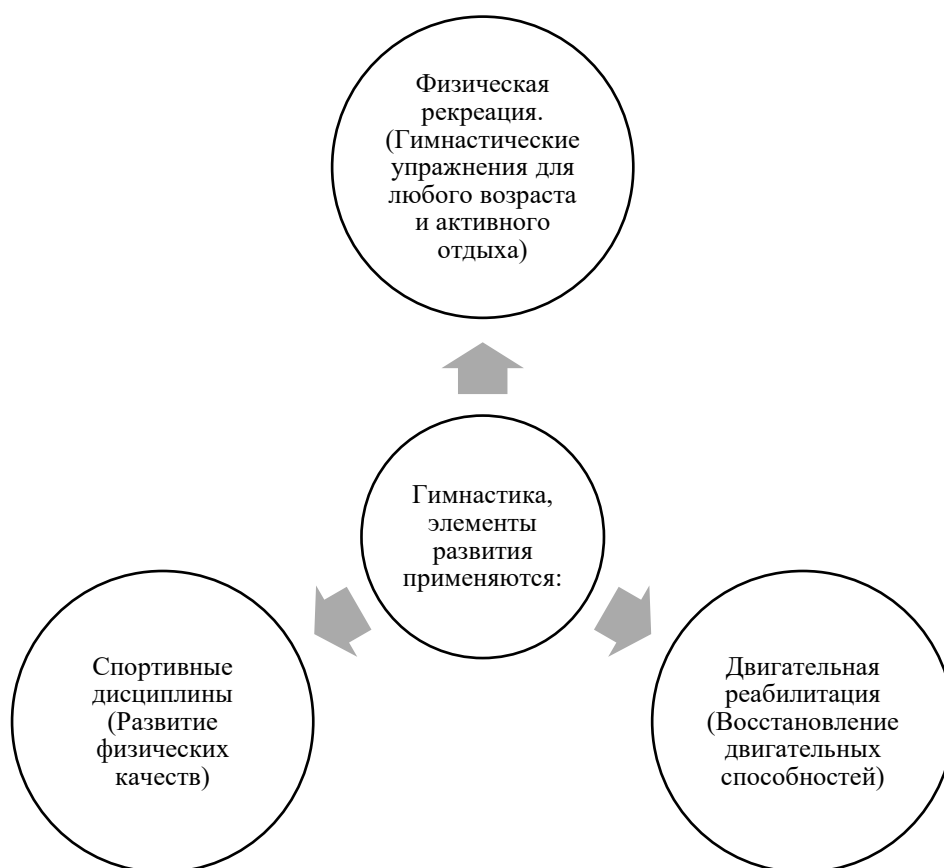 Физическая
рекреация.
(Гимнастические
упражнения для
любого возраста
и активного
отдыха)
Гимнастика,
элементы
развития
применяются:
Спортивные
дисциплины
(Развитие
физических
качеств)
Двигательная
реабилитация
(Восстановление
двигательных
способностей)